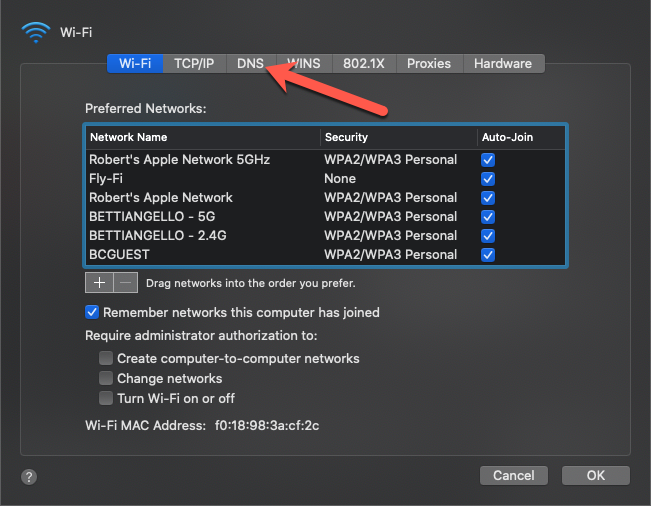 Wi-Fi
Wi-Fi TCP/IP DNS WINS 802.1X Proxies Hardware
Preferred Networks:
Network Name Security Auto-Join
Robert's Apple Network 5GHz WPA2/WPA3 Personal
Fly-Fi None
Robert's Apple Network WPA2/WPA3 Personal
BETTIANGELLO - 5G WPA2/WPA3 Personal
BETTIANGELLO - 2.4G WPA2/WPA3 Personal
BCGUEST WPA2/WPA3 Personal
+ − Drag networks into the order you prefer.
Remember networks this computer has joined
Require administrator authorization to:
Create computer-to-computer networks
Change networks
Turn Wi-Fi on or off
Wi-Fi MAC Address: f0:18:98:3a:cf:2c
? Cancel OK